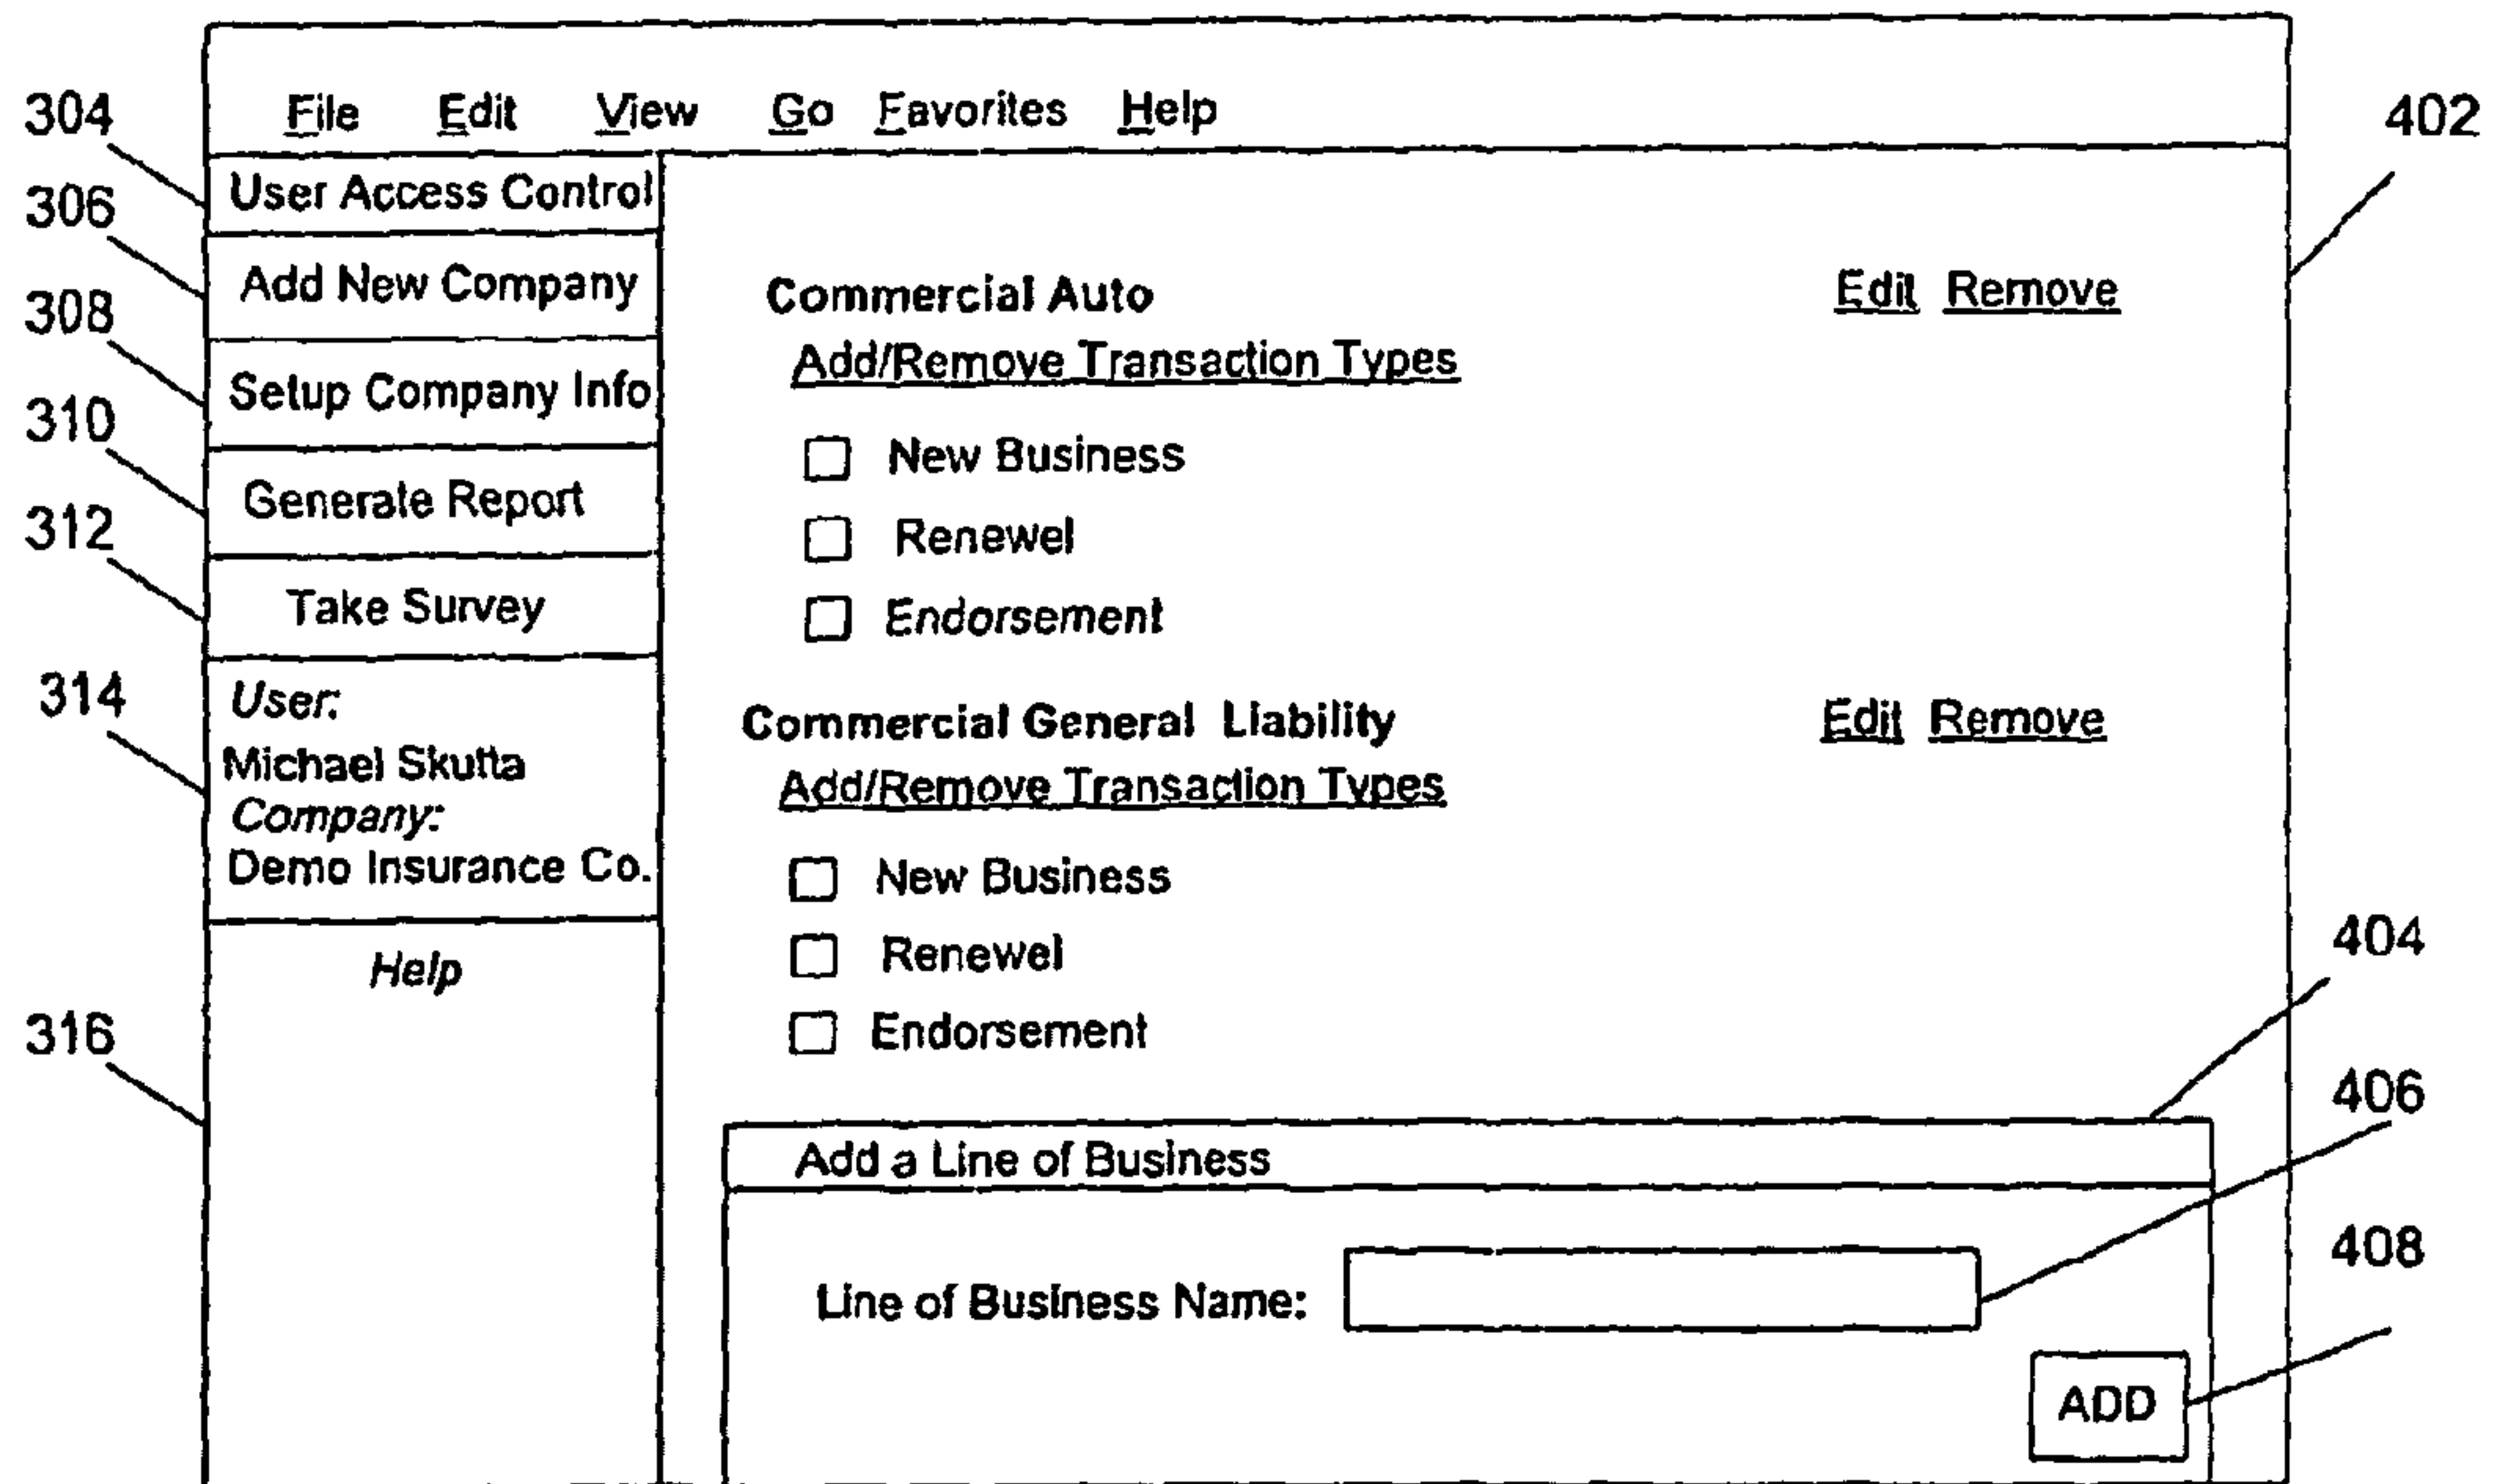 File Edit View Go Favorites Help
304
306
308
310
312
314
316
User Access Control
Add New Company
Setup Company Info
Generate Report
Take Survey
User:
Michael Skutta
Company:
Demo Insurance Co.
Help
Commercial Auto Edit Remove
Add/Remove Transaction Types
New Business
Renewel
Endorsement
Commercial General Liability Edit Remove
Add/Remove Transaction Types
New Business
Renewel
Endorsement
Add a Line of Business
Line of Business Name:
ADD
402
404
406
408